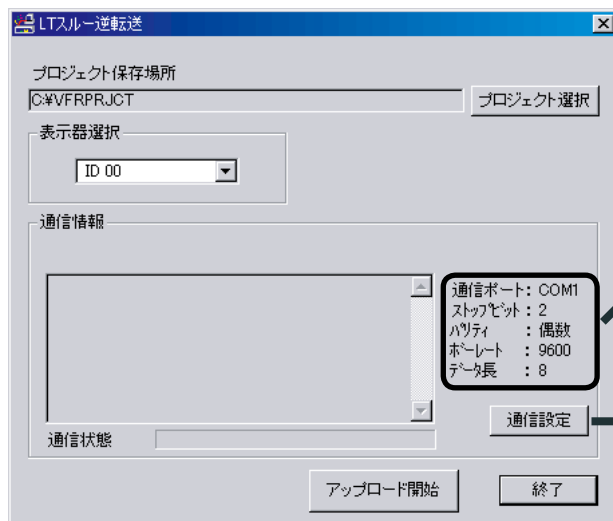 LTスルー逆転送
プロジェクト保存場所
C:¥VFRPRJCT
プロジェクト選択
表示器選択
ID 00
通信情報
通信ポート: COM1
ｽﾄｯﾌﾟﾋﾞｯﾄ: 2
ﾊﾟﾘﾃｨ : 偶数
ﾎﾞｰﾚｰﾄ : 9600
ﾃﾞｰﾀ長 : 8
通信設定
通信状態
アップロード開始
終了